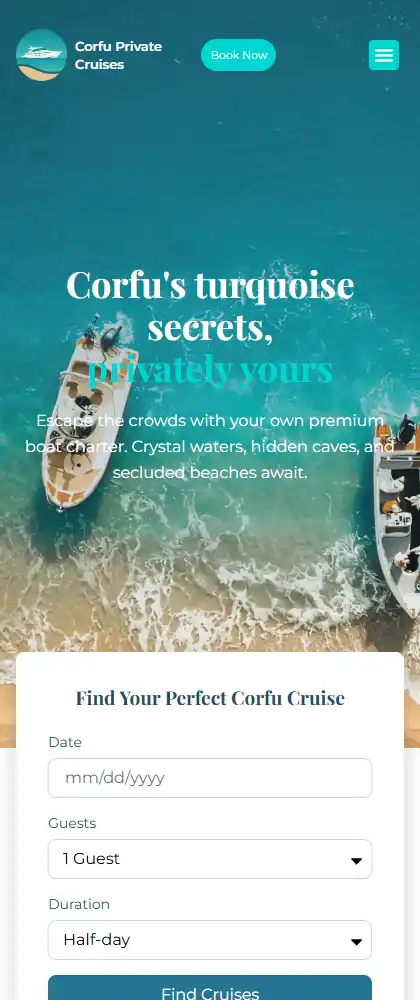 Corfu Private
Cruises
Book Now
Corfu's turquoise
secrets,
privately yours
Escape the crowds with your own premium
boat charter. Crystal waters, hidden caves, and
secluded beaches await.
Find Your Perfect Corfu Cruise
Date
mm/dd/yyyy
Guests
1 Guest
Duration
Half-day
Find Cruises